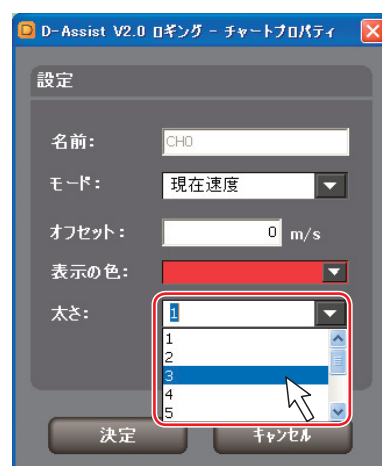 D-Assist V2.0 ロギング - チャートプロパティ
設定
名前: CH0
モード: 現在速度
オフセット: 0 m/s
表示の色:
太さ: 1
1
2
3
4
5
決定 キャンセル